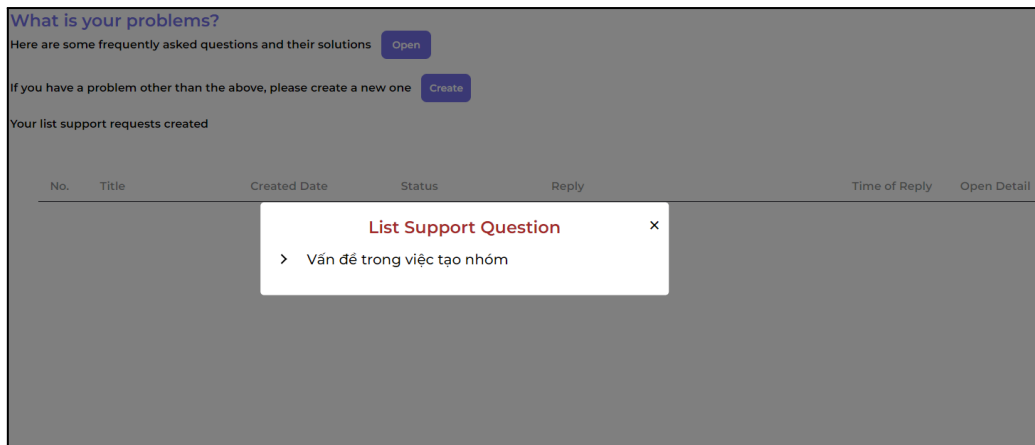 What is your problems?
Here are some frequently asked questions and their solutions Open
If you have a problem other than the above, please create a new one Create
Your list support requests created
No. Title Created Date Status Reply Time of Reply Open Detail
List Support Question ×
Vấn đề trong việc tạo nhóm